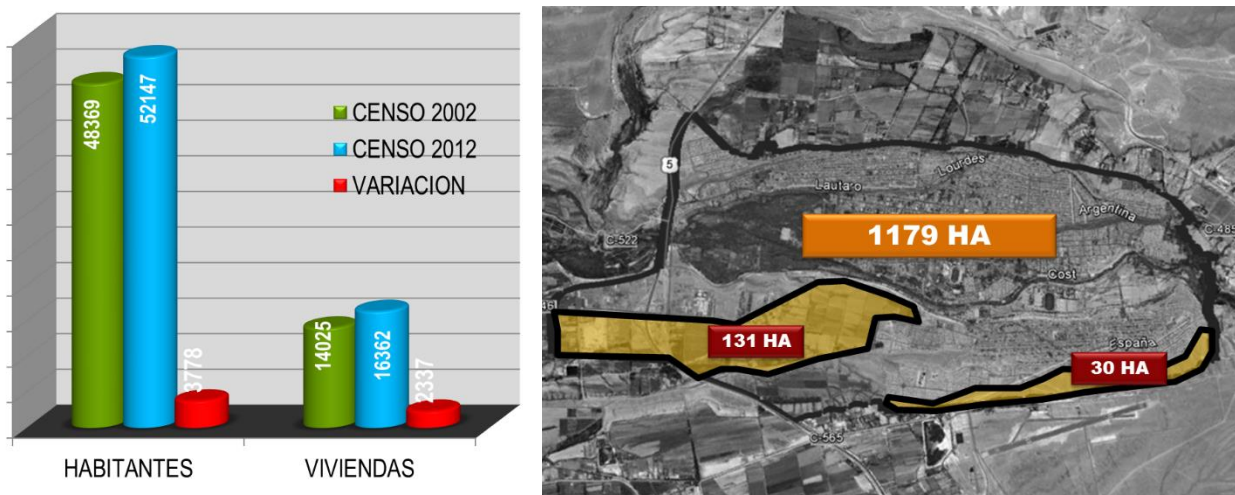 48369
52147
3778
14025
16362
2337
CENSO 2002
CENSO 2012
VARIACION
HABITANTES
VIVIENDAS
5
Lourdes
Lautaro
Argentina
1179 HA
C-522
C-485
Cost
461
131 HA
España
30 HA
C-565